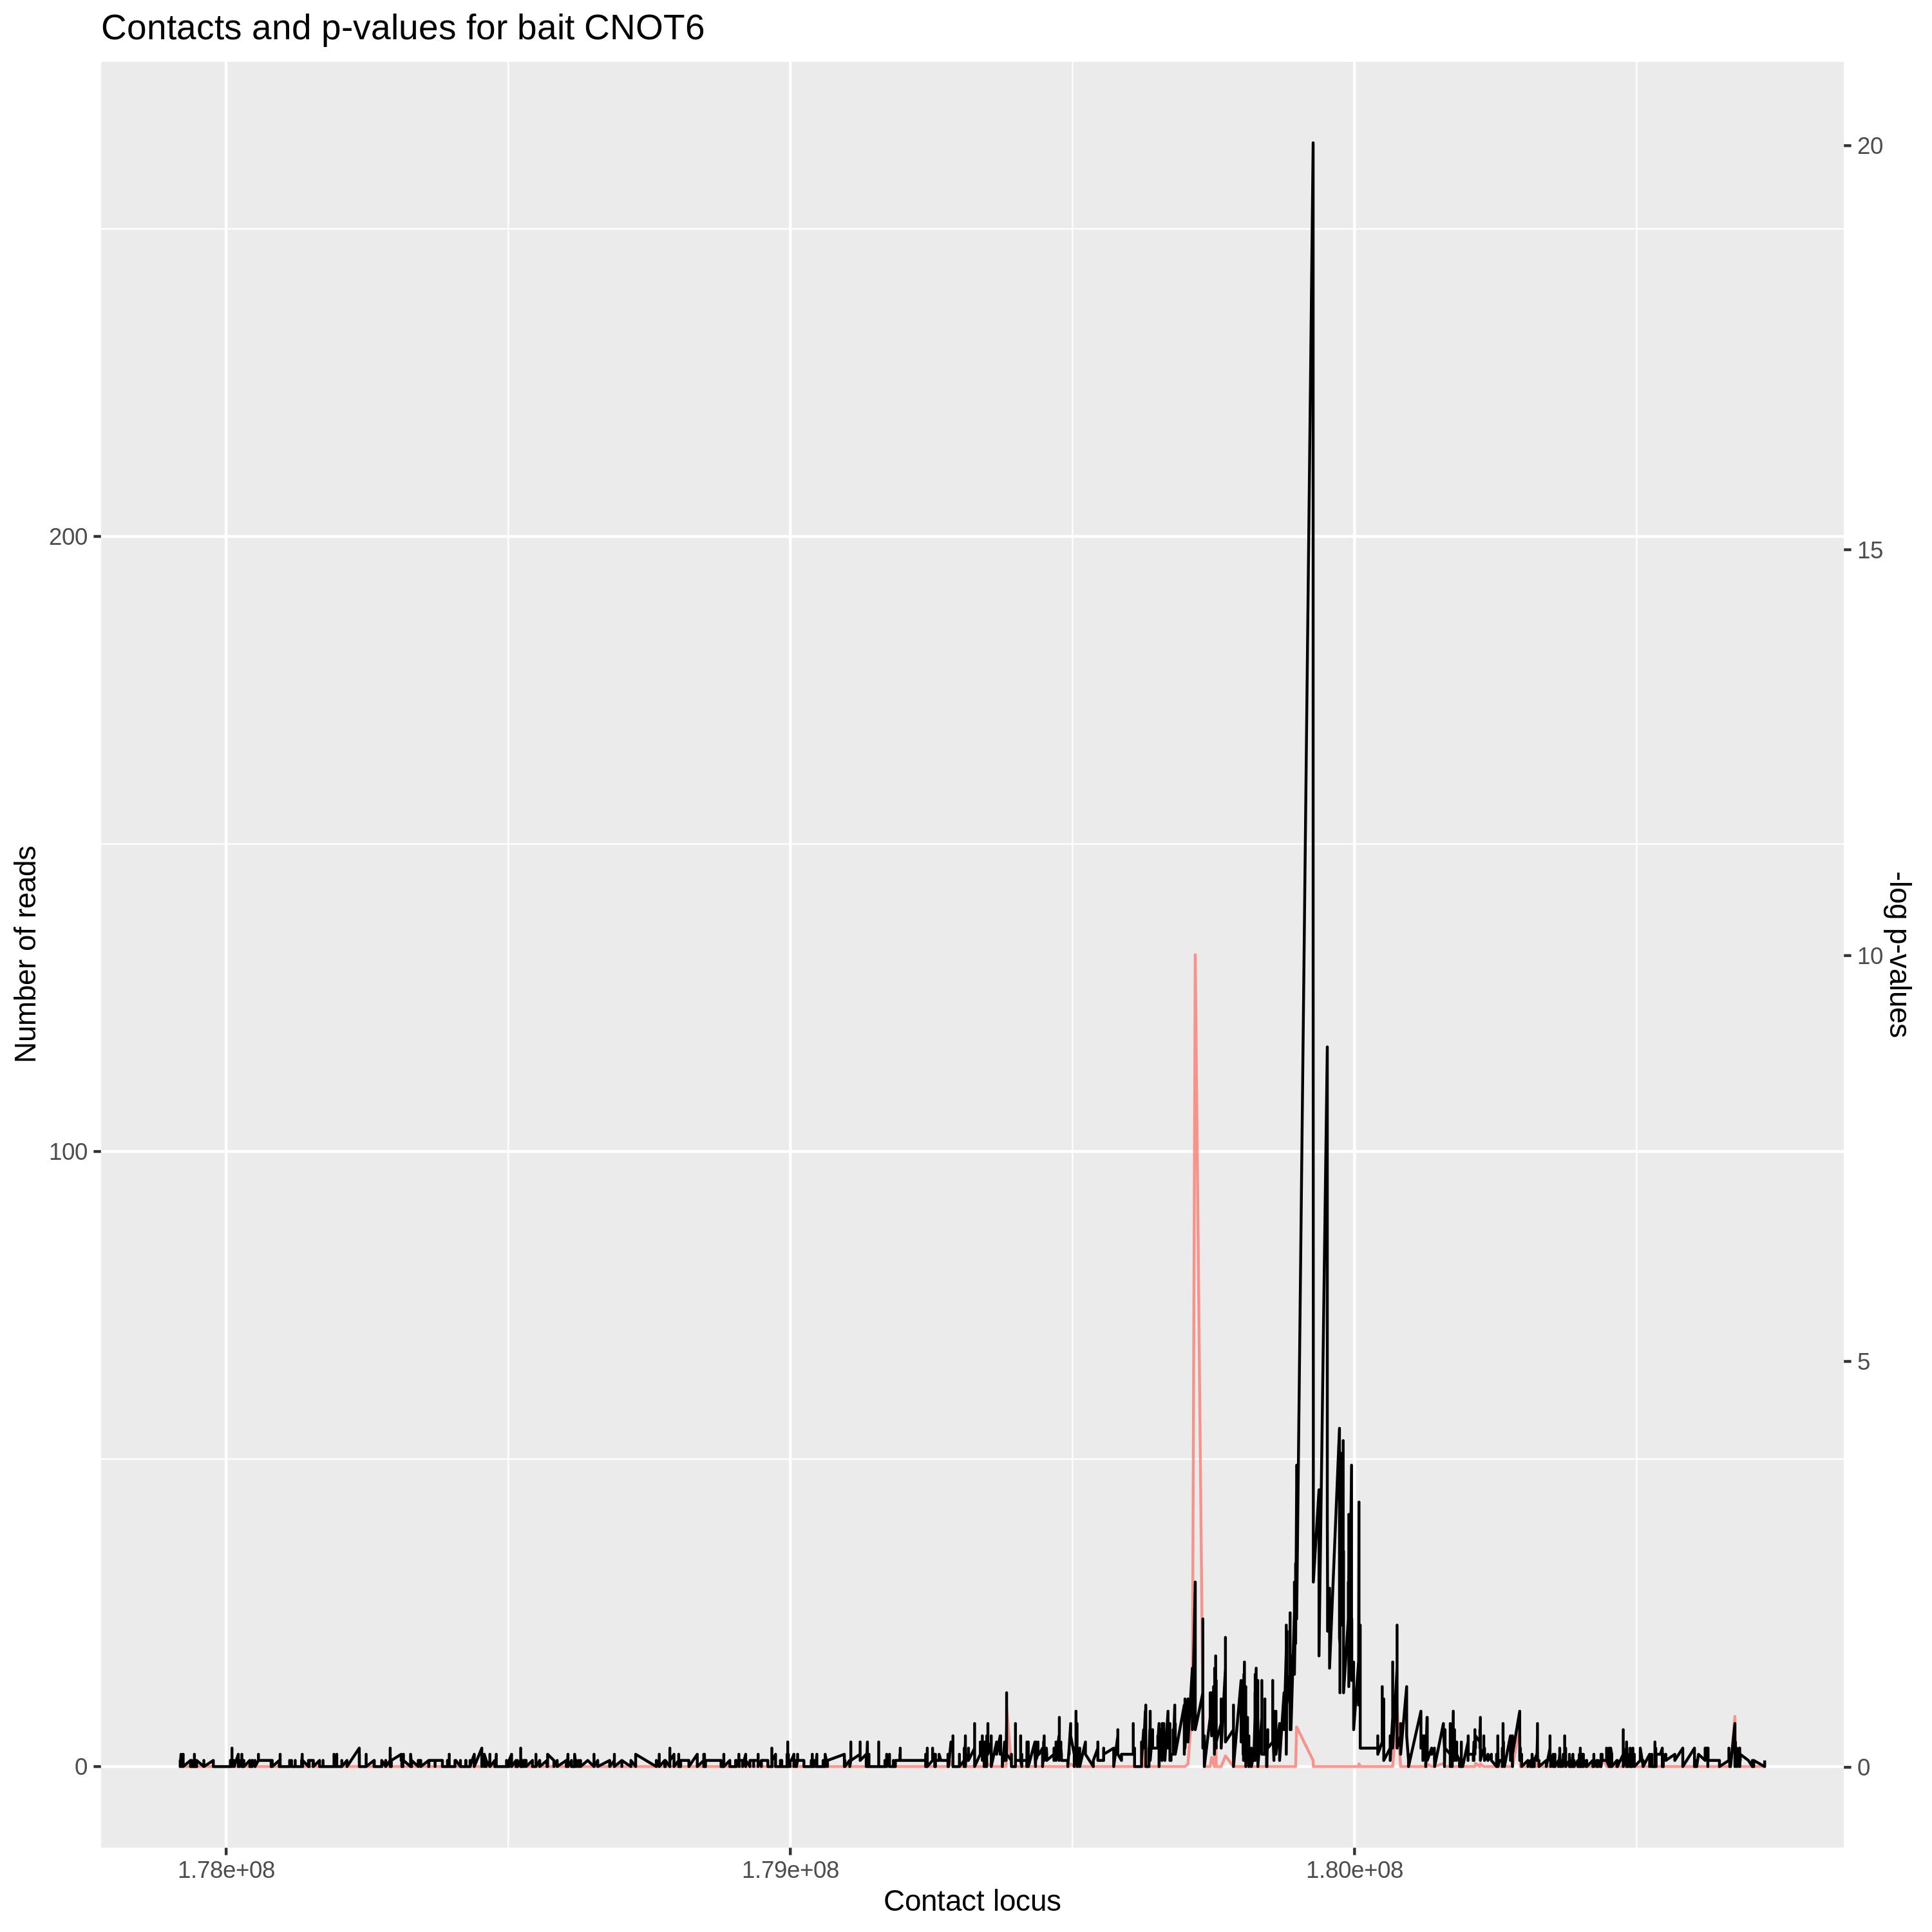 Contacts and p-values for bait CNOT6
Number of reads
200
100
0
20
15
10
5
0
-log p-values
1.78e+08
1.79e+08
1.80e+08
Contact locus